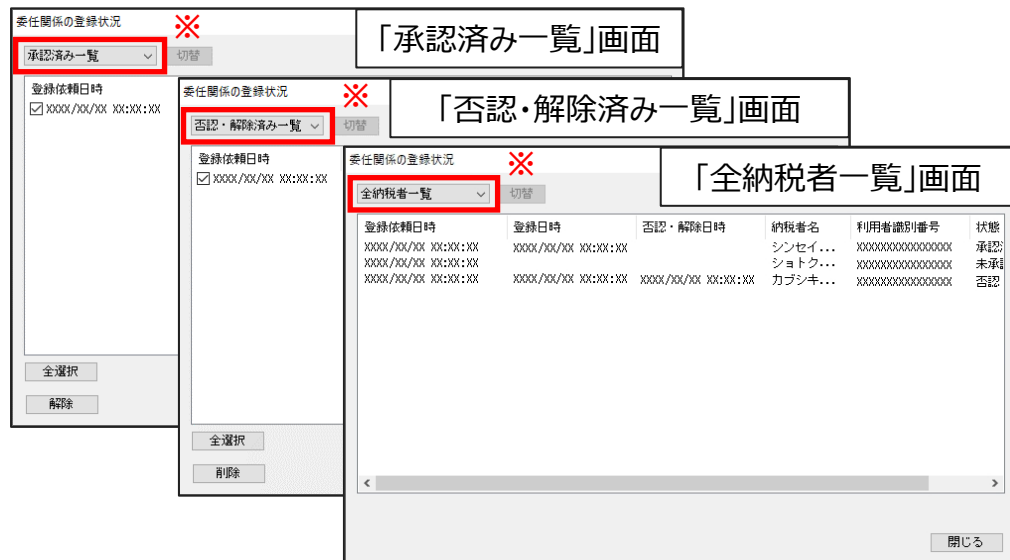 委任関係の登録状況
※
「承認済み一覧」画面
承認済み一覧
切替
登録依頼日時
XXXX/XX/XX XX:XX:XX
全選択
解除
委任関係の登録状況
※
「否認・解除済み一覧」画面
否認・解除済み一覧
切替
登録依頼日時
XXXX/XX/XX XX:XX:XX
全選択
削除
委任関係の登録状況
※
「全納税者一覧」画面
全納税者一覧
切替
登録依頼日時 登録日時 否認・解除日時 納税者名 利用者識別番号 状態
XXXX/XX/XX XX:XX:XX XXXX/XX/XX XX:XX:XX シンセイ... XXXXXXXXXXXXXXXX 承認
XXXX/XX/XX XX:XX:XX ショトク... XXXXXXXXXXXXXXXX 未承
XXXX/XX/XX XX:XX:XX XXXX/XX/XX XX:XX:XX XXXX/XX/XX XX:XX:XX カブシキ... XXXXXXXXXXXXXXXX 否認
閉じる